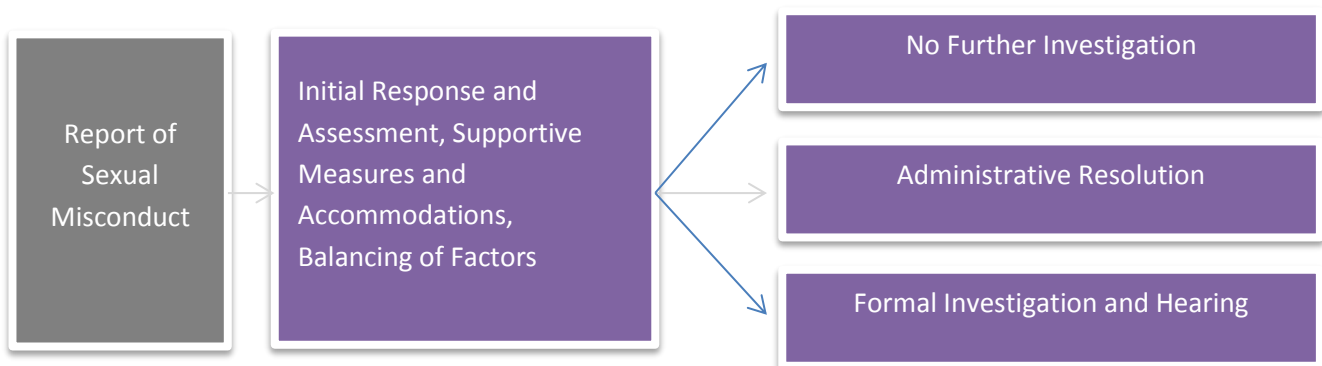 Report of
Sexual
Misconduct
Initial Response and
Assessment, Supportive
Measures and
Accommodations,
Balancing of Factors
No Further Investigation
Administrative Resolution
Formal Investigation and Hearing